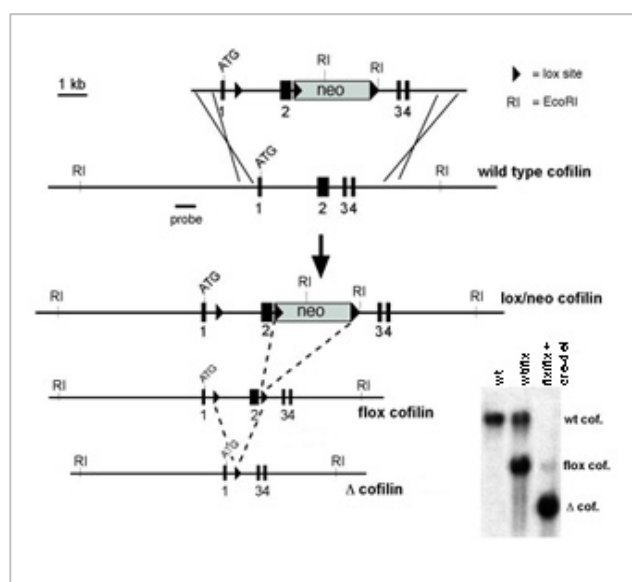 ATG
RI
RI
1 kb
= lox site
neo
RI = EcoRI
1 2 34
RI ATG RI
wild type cofilin
probe
1 2 34
ATG
RI RI RI RI
lox/neo cofilin
neo
1 2 34
wt
wt/flx
flx/flx +
cre-del
RI ATG RI
wt cof.
1 2 34
flox cofilin
flox cof.
RI ATG RI
1 34
Δ cofilin
Δ cof.